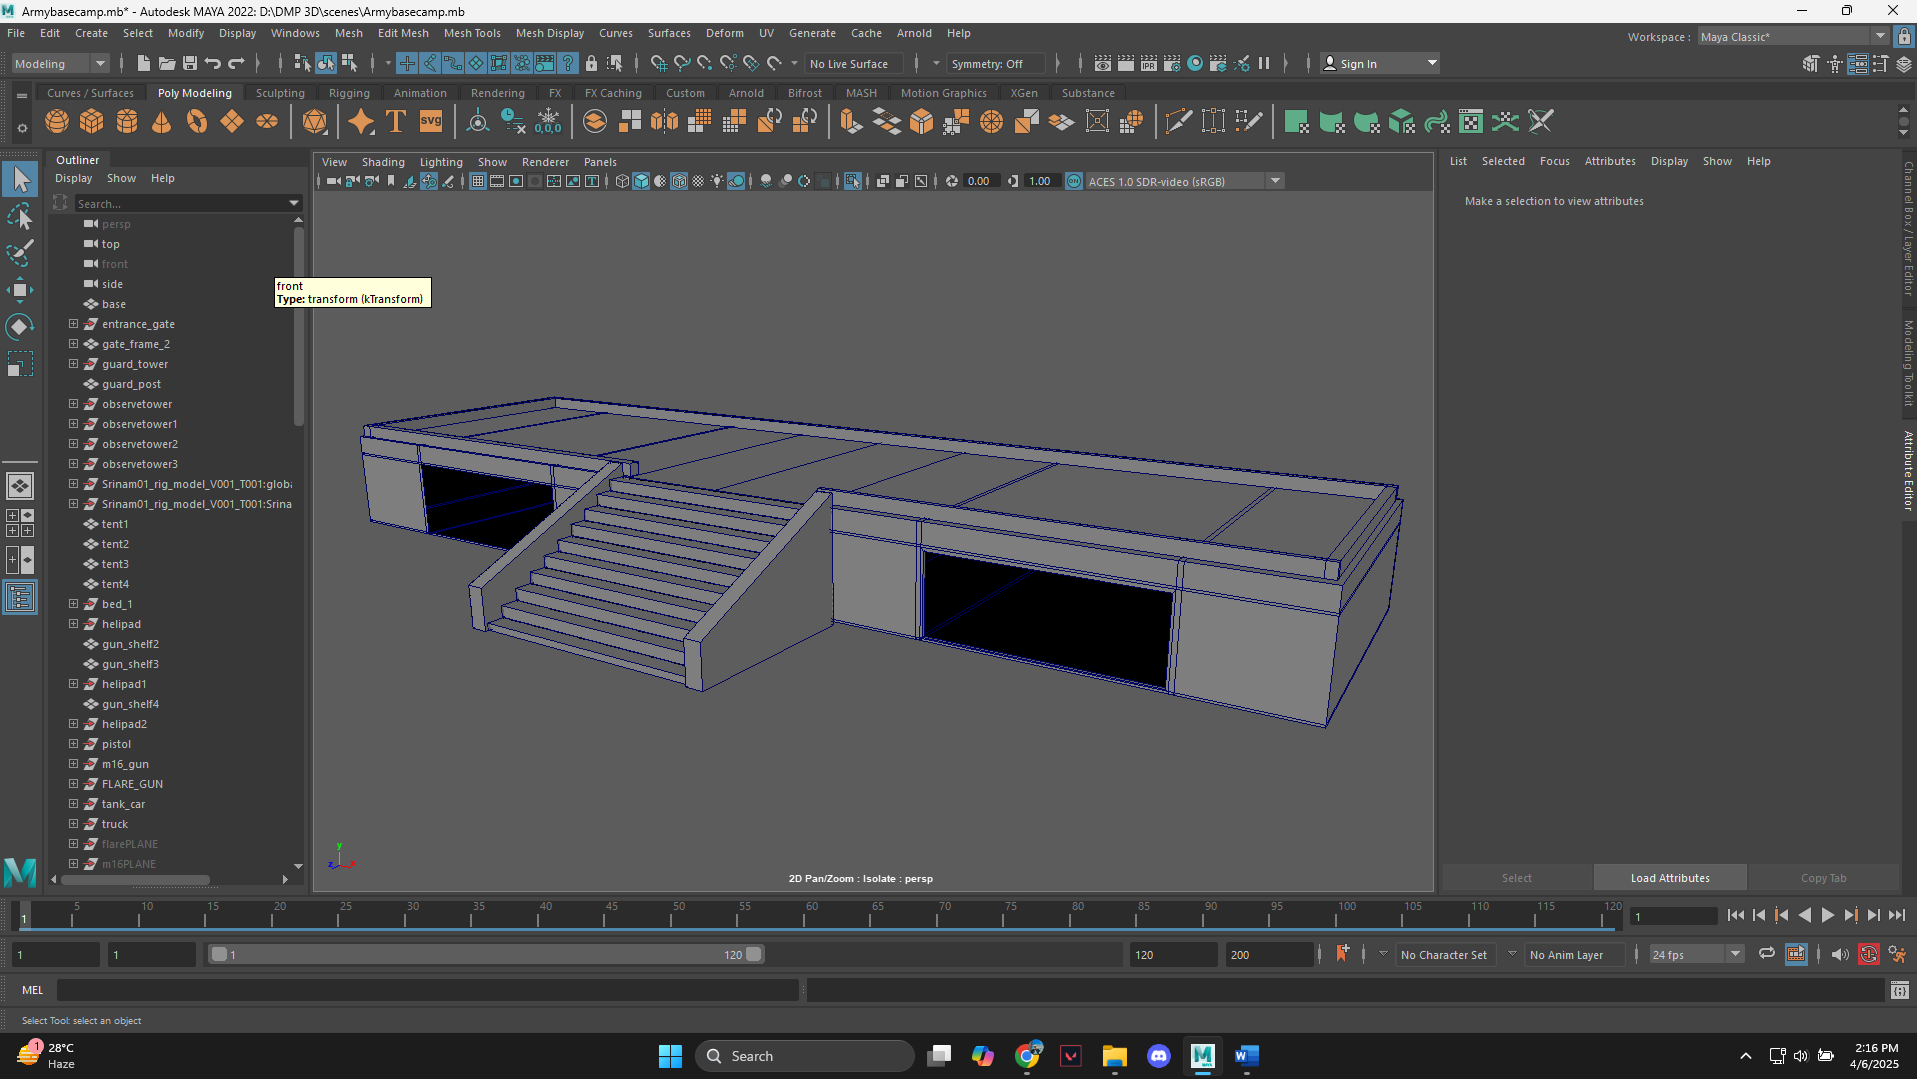 Armybasecamp.mb* - Autodesk MAYA 2022: D:\DMP 3D\scenes\Armybasecamp.mb
File Edit Create Select Modify Display Windows Mesh Edit Mesh Mesh Tools Mesh Display Curves Surfaces Deform UV Generate Cache Arnold Help
Workspace : Maya Classic*
Modeling No Live Surface Symmetry: Off Sign In
Curves / Surfaces Poly Modeling Sculpting Rigging Animation Rendering FX FX Caching Custom Arnold Bifrost MASH Motion Graphics XGen Substance
T SVG 0,0,0
Outliner
Display Show Help
Search...
persp
top
front
side
base
entrance_gate
gate_frame_2
guard_tower
guard_post
observetower
observetower1
observetower2
observetower3
Srinam01_rig_model_V001_T001:globa
Srinam01_rig_model_V001_T001:Srina
tent1
tent2
tent3
tent4
bed_1
helipad
gun_shelf2
gun_shelf3
helipad1
gun_shelf4
helipad2
pistol
m16_gun
FLARE_GUN
tank_car
truck
flarePLANE
m16PLANE
front
Type: transform (kTransform)
View Shading Lighting Show Renderer Panels
0.00 1.00 ACES 1.0 SDR-video (sRGB)
y
z x
2D Pan/Zoom : Isolate : persp
List Selected Focus Attributes Display Show Help
Make a selection to view attributes
Select Load Attributes Copy Tab
Channel Box / Layer Editor
Modeling Toolkit
Attribute Editor
1 5 10 15 20 25 30 35 40 45 50 55 60 65 70 75 80 85 90 95 100 105 110 115 120
1
1 1 1 120 120 200 No Character Set No Anim Layer 24 fps
MEL
Select Tool: select an object
1 28°C
Haze
Search
2:16 PM
4/6/2025